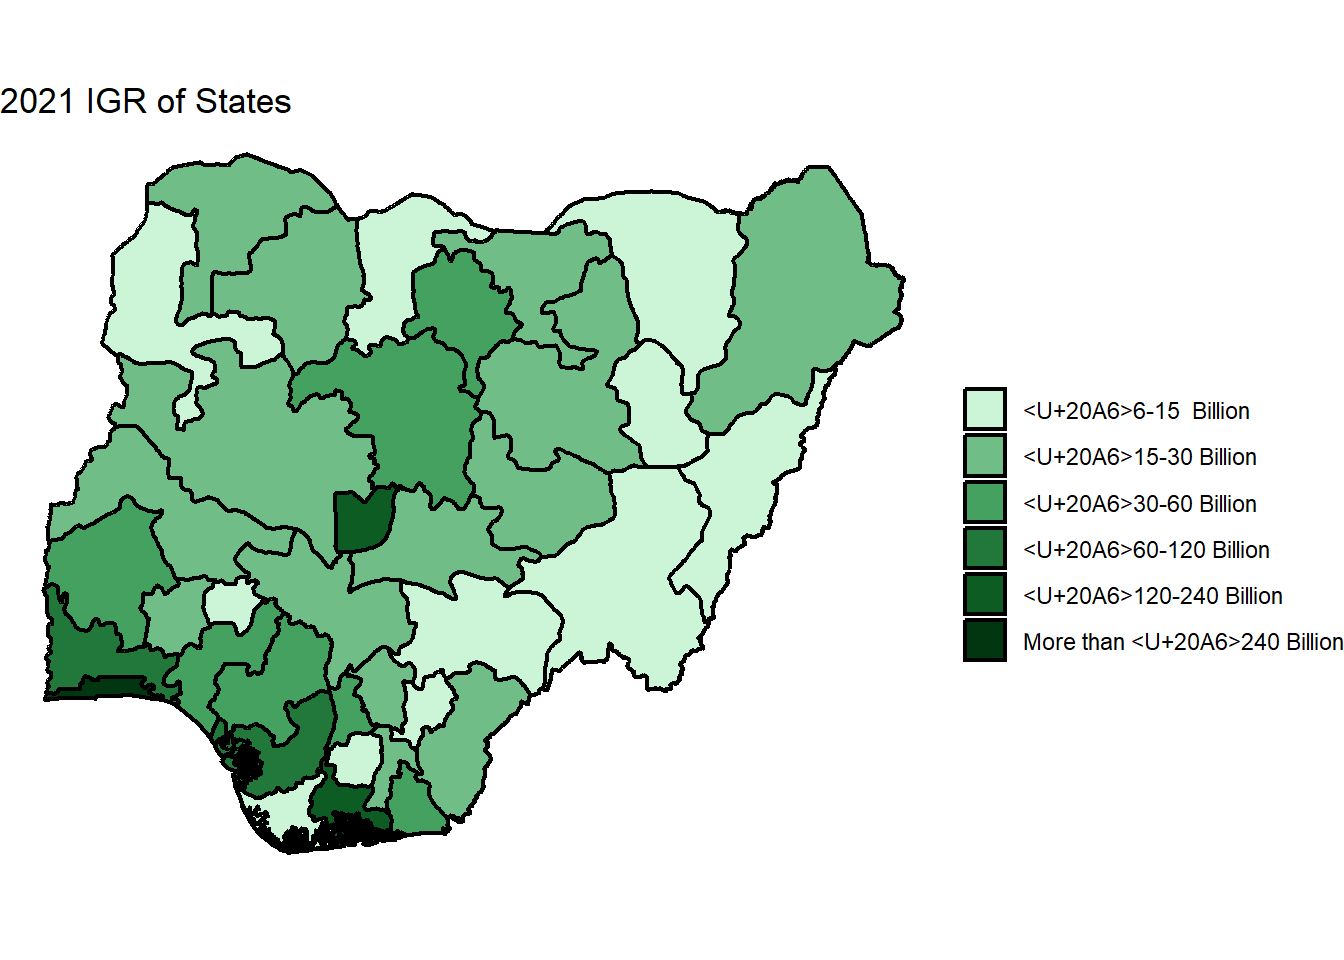 2021 IGR of States
<U+20A6>6-15  Billion
<U+20A6>15-30 Billion
<U+20A6>30-60 Billion
<U+20A6>60-120 Billion
<U+20A6>120-240 Billion
More than <U+20A6>240 Billion